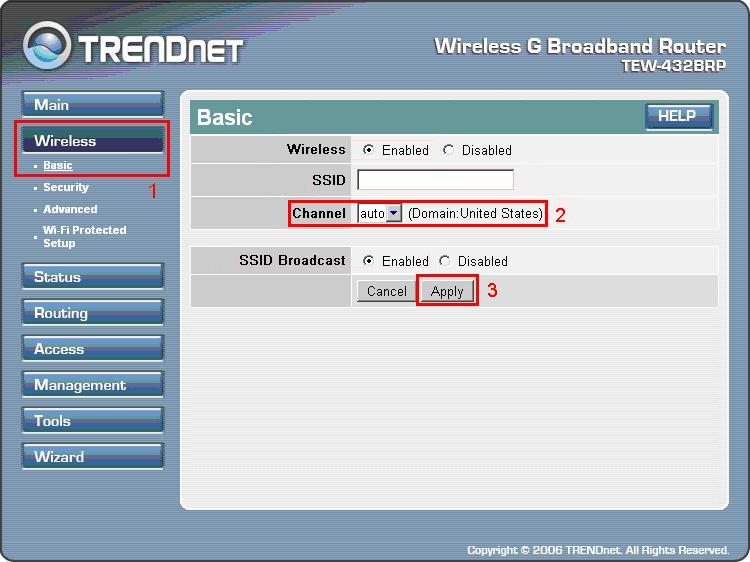 TRENDNET
Wireless G Broadband Router
TEW-432BRP
Main
Wireless
Basic
1
Security
Advanced
Wi-Fi Protected
Setup
Status
Routing
Access
Management
Tools
Wizard
Basic
HELP
Wireless Enabled Disabled
SSID
Channel auto (Domain:United States) 2
SSID Broadcast Enabled Disabled
Cancel Apply 3
Copyright © 2006 TRENDnet. All Rights Reserved.